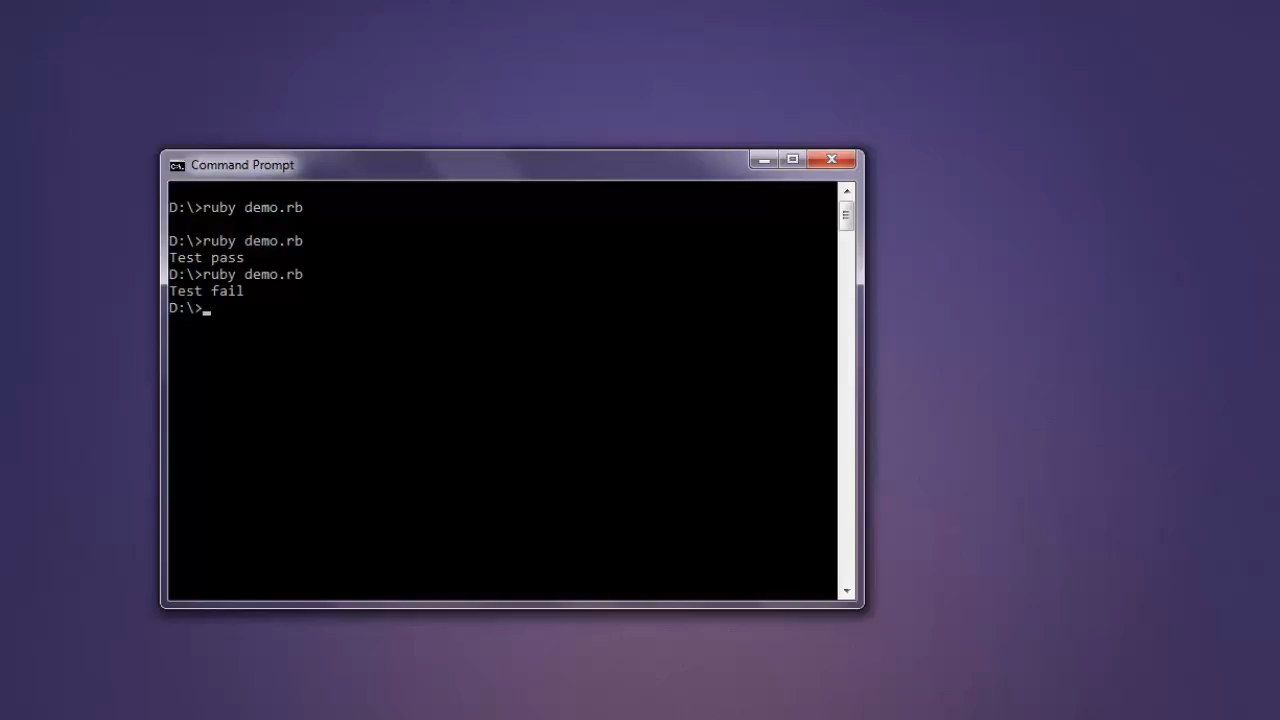 Command Prompt
D:\>ruby demo.rb
D:\>ruby demo.rb
Test pass
D:\>ruby demo.rb
Test fail
D:\>